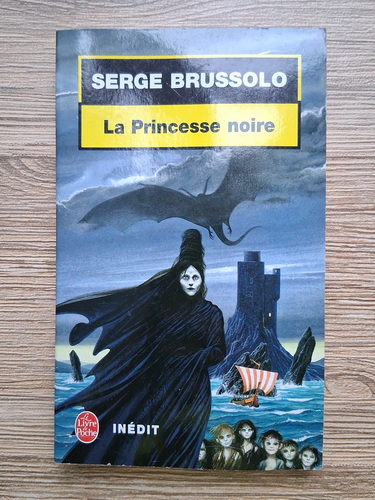 SERGE BRUSSOLO
La Princesse noire
Le
Livre
de
Poche
INÉDIT